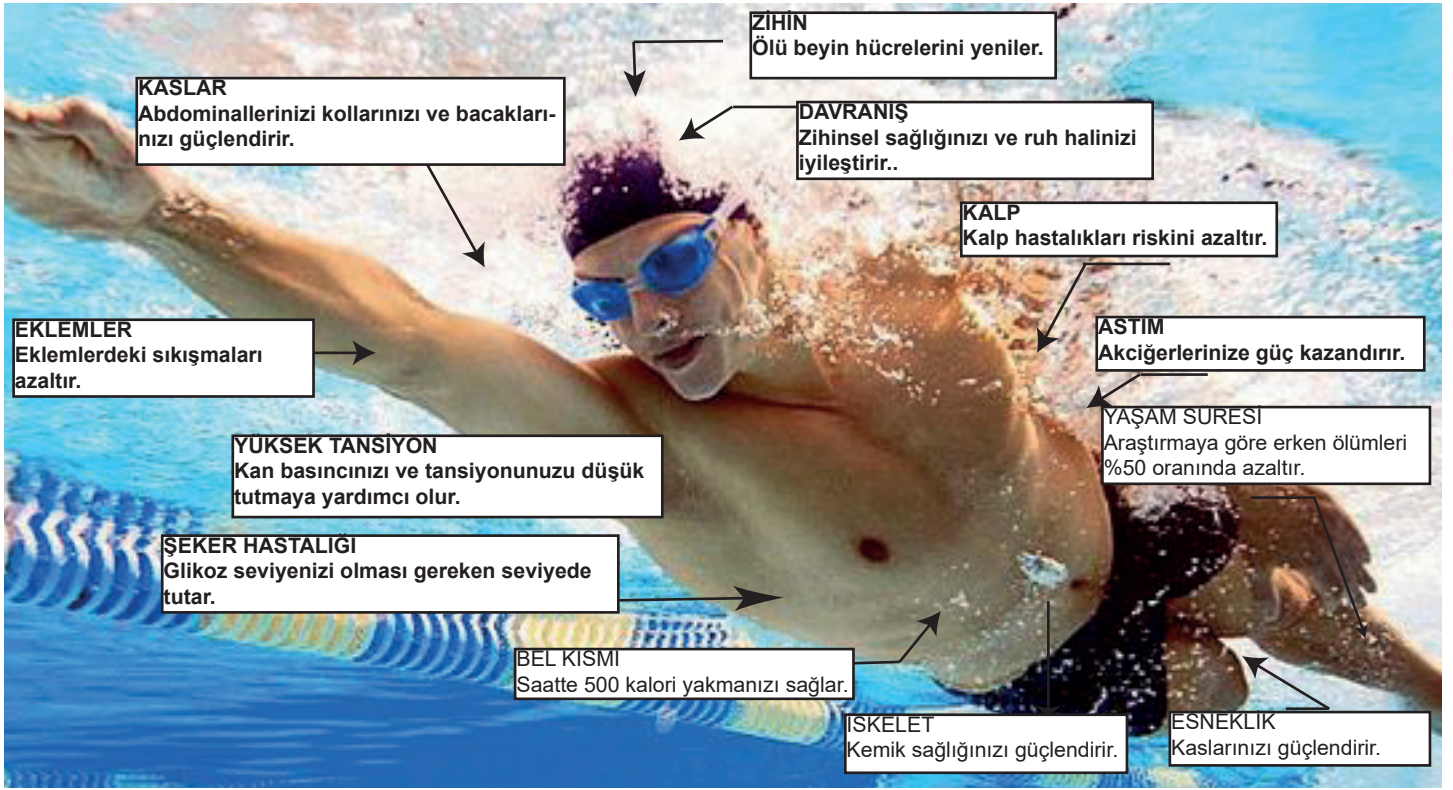 ZİHİN
Ölü beyin hücrelerini yeniler.
KASLAR
Abdominallerinizi kollarınızı ve bacakları-
nızı güçlendirir.
DAVRANIŞ
Zihinsel sağlığınızı ve ruh halinizi
iyileştirir..
KALP
Kalp hastalıkları riskini azaltır.
EKLEMLER
Eklemlerdeki sıkışmaları
azaltır.
ASTIM
Akciğerlerinize güç kazandırır.
YAŞAM SÜRESİ
Araştırmaya göre erken ölümleri
%50 oranında azaltır.
YÜKSEK TANSİYON
Kan basıncınızı ve tansiyonunuzu düşük
tutmaya yardımcı olur.
ŞEKER HASTALIĞI
Glikoz seviyenizi olması gereken seviyede
tutar.
BEL KISMI
Saatte 500 kalori yakmanızı sağlar.
İSKELET
Kemik sağlığınızı güçlendirir.
ESNEKLİK
Kaslarınızı güçlendirir.